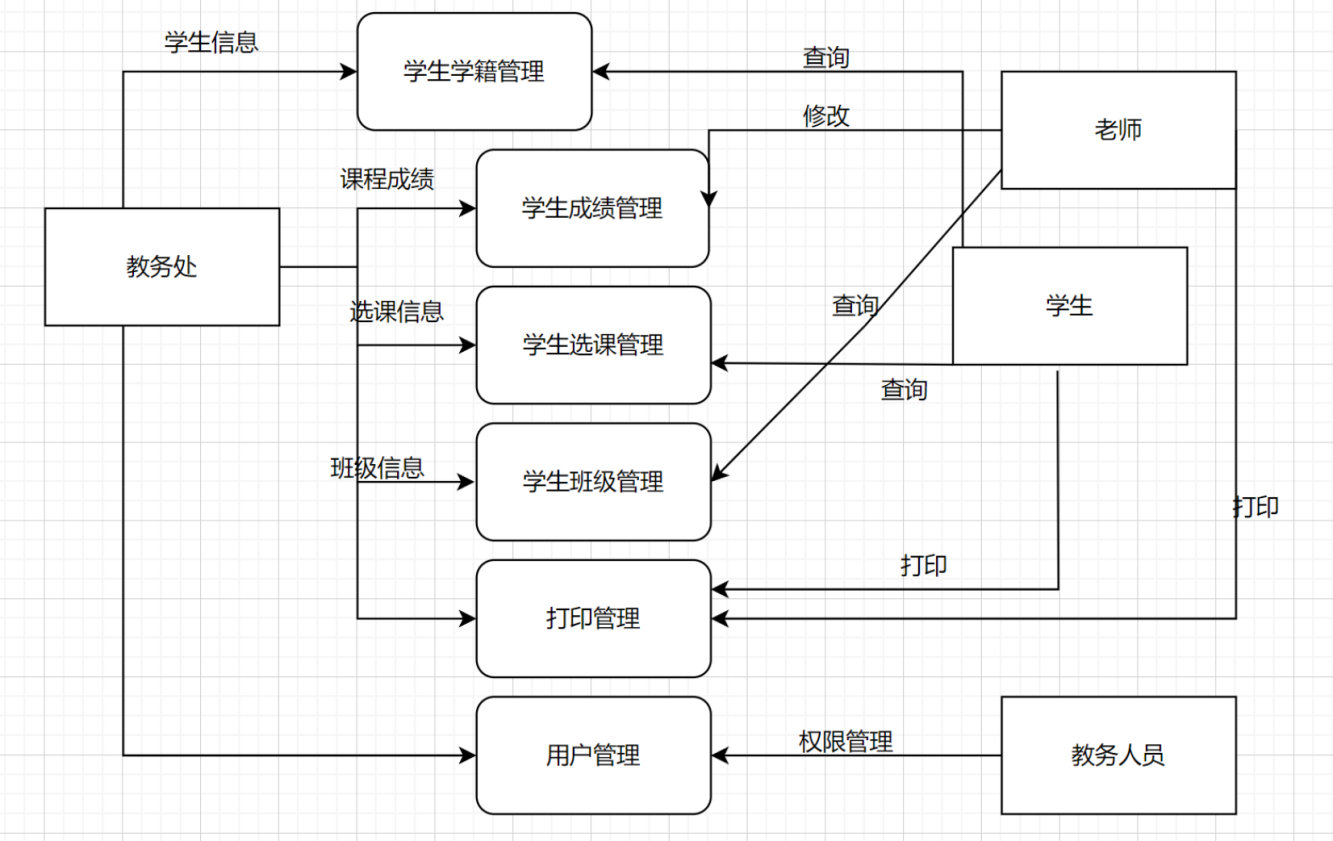 学生信息
学生学籍管理
查询
老师
修改
课程成绩
学生成绩管理
教务处
查询
学生
选课信息
学生选课管理
查询
班级信息
学生班级管理
打印
打印
打印管理
用户管理
权限管理
教务人员